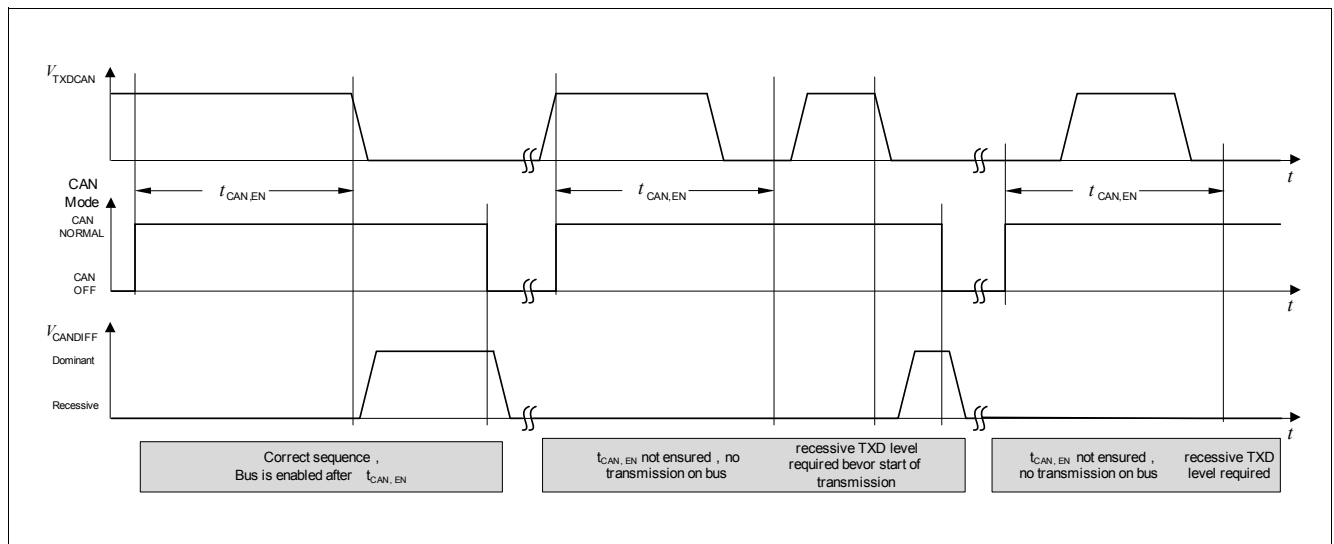 V_TXDCAN
t_CAN,EN
t_CAN,EN
t_CAN,EN
t
CAN
Mode
CAN
NORMAL
CAN
OFF
t
V_CANDIFF
Dominant
Recessive
t
Correct sequence ,
Bus is enabled after t_CAN, EN
t_CAN, EN not ensured , no
transmission on bus
recessive TXD level
required bevor start of
transmission
t_CAN, EN not ensured ,
no transmission on bus
recessive TXD
level required